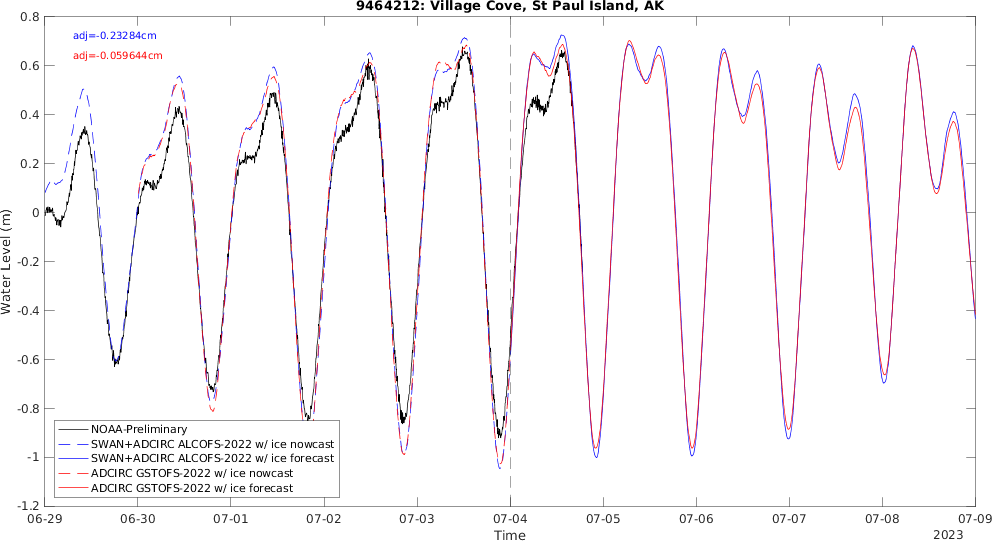 9464212: Village Cove, St Paul Island, AK
adj=-0.23284cm
adj=-0.059644cm
0.8
0.6
0.4
0.2
0
-0.2
-0.4
-0.6
-0.8
-1
-1.2
Water Level (m)
NOAA-Preliminary
SWAN+ADCIRC ALCOFS-2022 w/ ice nowcast
SWAN+ADCIRC ALCOFS-2022 w/ ice forecast
ADCIRC GSTOFS-2022 w/ ice nowcast
ADCIRC GSTOFS-2022 w/ ice forecast
06-29 06-30 07-01 07-02 07-03 07-04 07-05 07-06 07-07 07-08 07-09
Time
2023